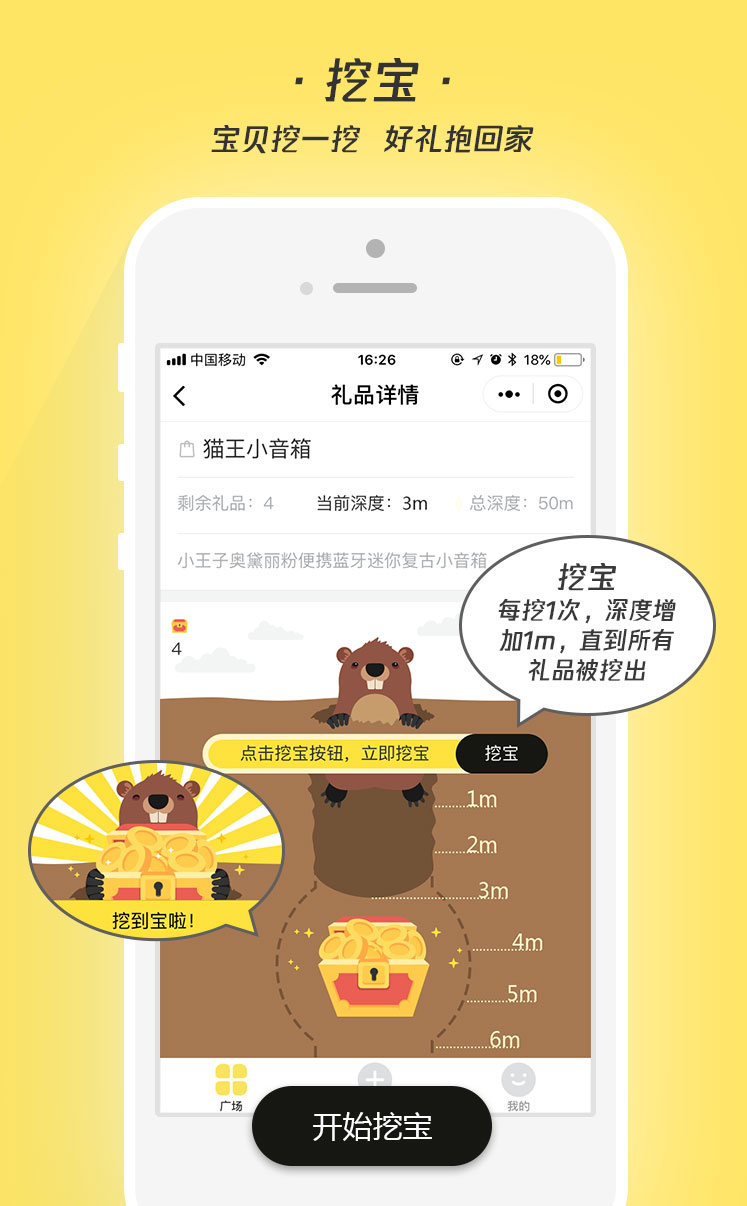 · 挖宝 ·
宝贝挖一挖 好礼抱回家
中国移动 16:26 18%
礼品详情
猫王小音箱
剩余礼品：4 当前深度：3m 总深度：50m
小王子奥黛丽粉便携蓝牙迷你复古小音箱
挖宝
每挖1次，深度增
加1m，直到所有
礼品被挖出
4
点击挖宝按钮，立即挖宝 挖宝
1m
2m
3m
挖到宝啦！
4m
5m
6m
广场 我的
开始挖宝